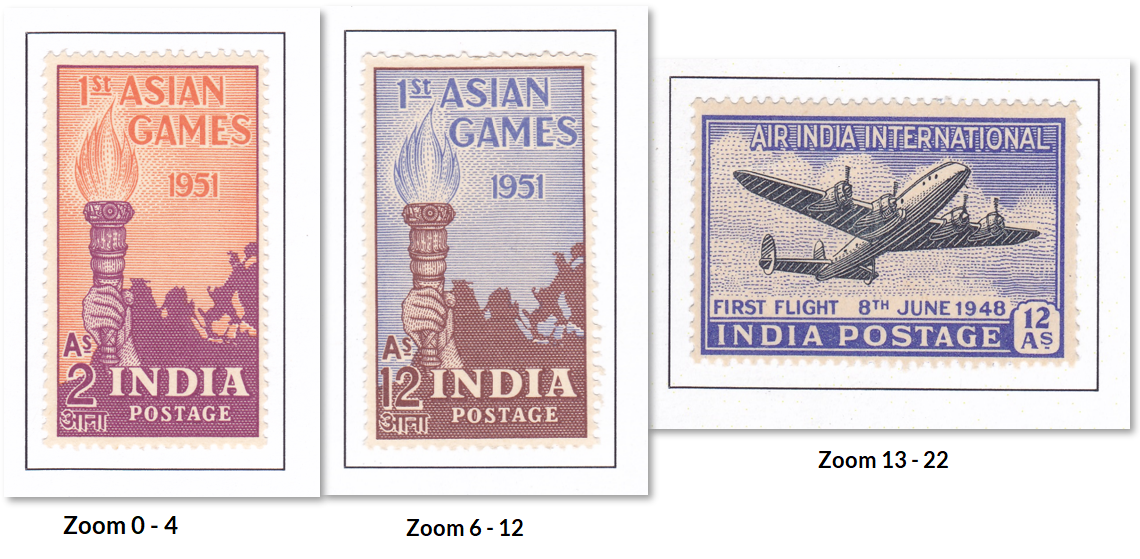 1st ASIAN
GAMES
1951
As
2 INDIA
आना POSTAGE
Zoom 0 - 4
1st ASIAN
GAMES
1951
As
12 INDIA
आना POSTAGE
Zoom 6 - 12
AIR INDIA INTERNATIONAL
FIRST FLIGHT 8TH JUNE 1948
INDIA POSTAGE 12 As
Zoom 13 - 22